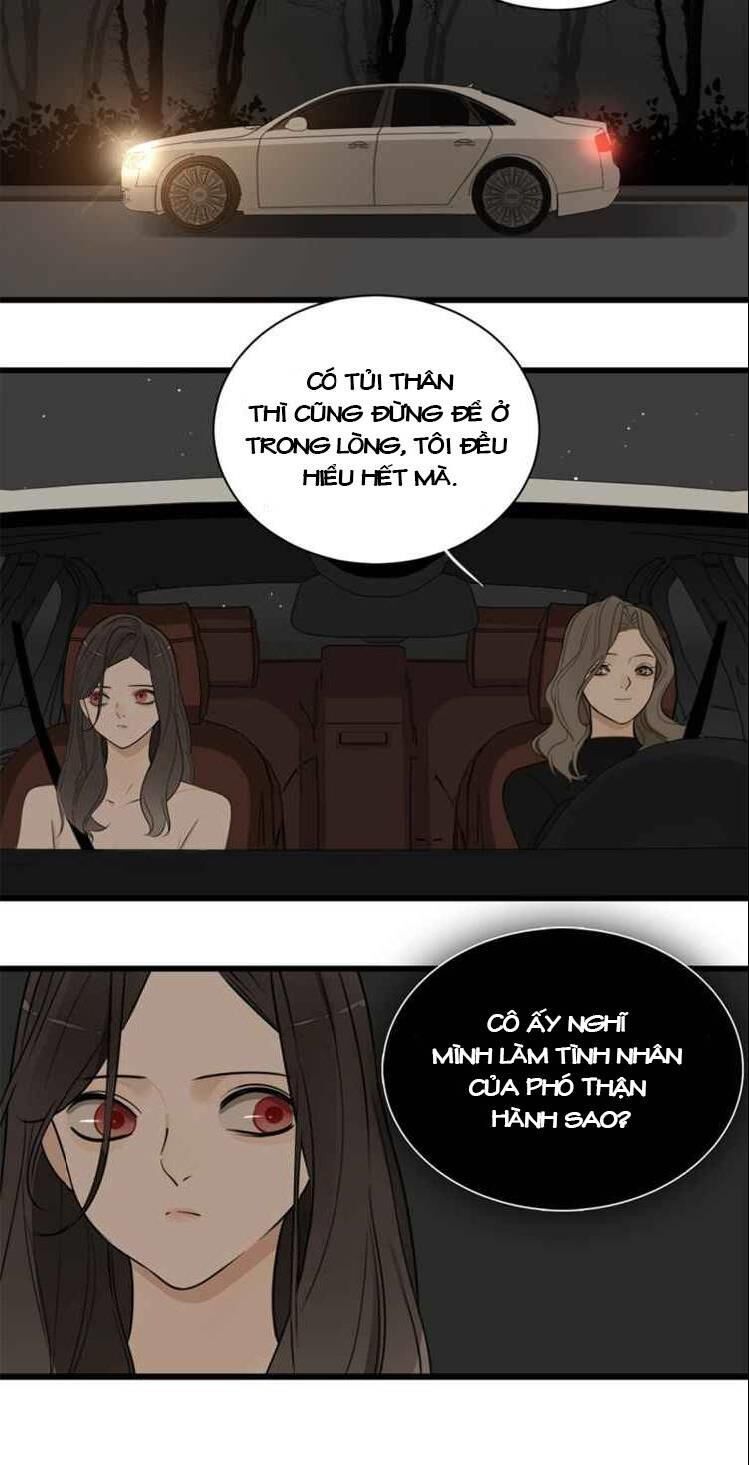 CÓ TỦI THÂN
THÌ CŨNG ĐỪNG ĐỂ Ở
TRONG LÒNG, TÔI ĐỀU
HIỂU HẾT MÀ.
CÔ ẤY NGHĨ
MÌNH LÀM TÌNH NHÂN
CỦA PHÓ THẬN
HÀNH SAO?